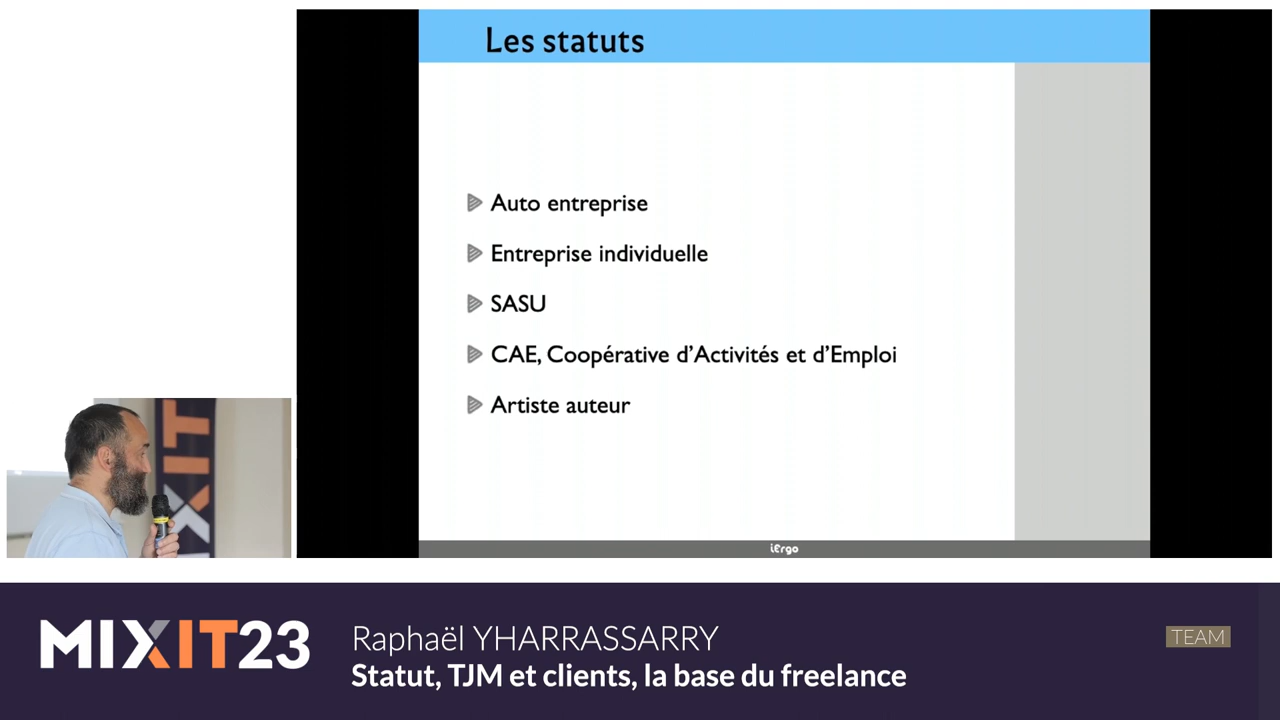 Les statuts
Auto entreprise
Entreprise individuelle
SASU
CAE, Coopérative d'Activités et d'Emploi
Artiste auteur
iErgo
MIXIT
MIXIT23
Raphaël YHARRASSARRY
Statut, TJM et clients, la base du freelance
TEAM